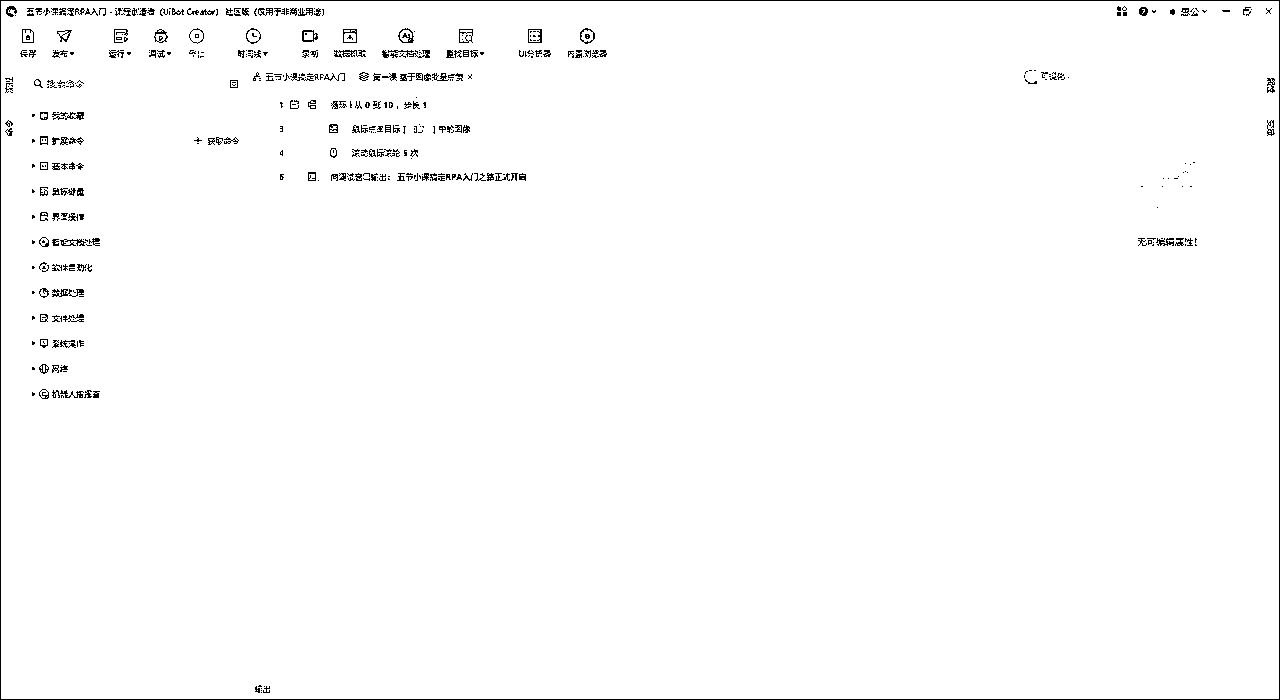 五节小课搞定RPA入门 - 流程创造者 (UiBot Creator) 社区版 (仅用于非商业用途)
愚公
保存 发布 运行 调试 停止 时间线 录制 数据抓取 智能文档处理 查找目标 UI分析器 内置浏览器
搜索命令
五节小课搞定RPA入门 第一课 基于图像批量点赞 ×
可视化
1 循环 i 从 0 到 10 ，步长 1
我的收藏
3 鼠标点击目标 [ ] 中的图像
扩展命令 + 获取命令
4 滚动鼠标滚轮 5 次
基本命令
6 向调试窗口输出： 五节小课搞定RPA入门之路正式开启
鼠标键盘
界面操作
智能文档处理
无可编辑属性!
软件自动化
数据处理
文件处理
系统操作
网络
机器人指挥官
输出